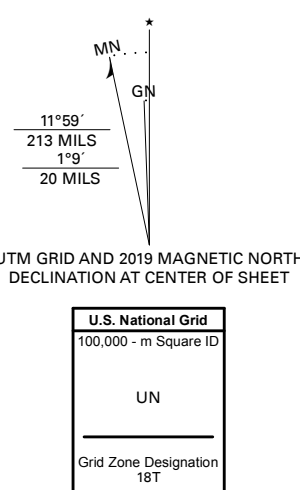 MN
GN
11°59´
213 MILS
1°9´
20 MILS
UTM GRID AND 2019 MAGNETIC NORTH
DECLINATION AT CENTER OF SHEET
U.S. National Grid
100,000 - m Square ID
UN
Grid Zone Designation
18T